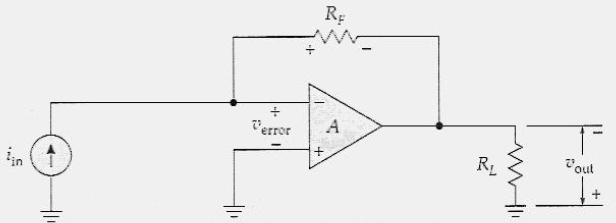 R_F
+ −
i_in
+
v_error
−
−
A
+
R_L
−
v_out
+